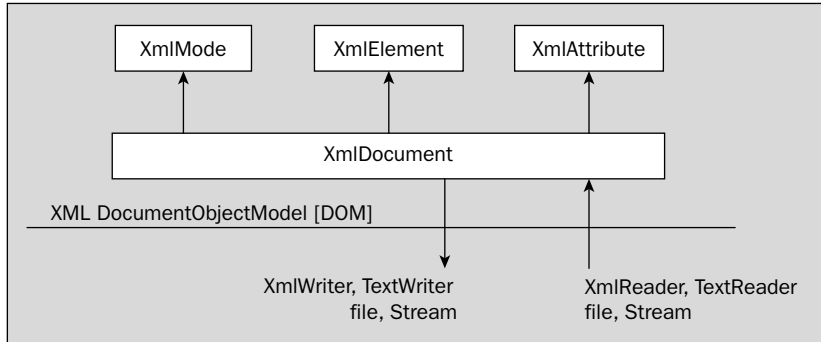 XmlMode
XmlElement
XmlAttribute
XmlDocument
XML DocumentObjectModel [DOM]
XmlWriter, TextWriter
file, Stream
XmlReader, TextReader
file, Stream